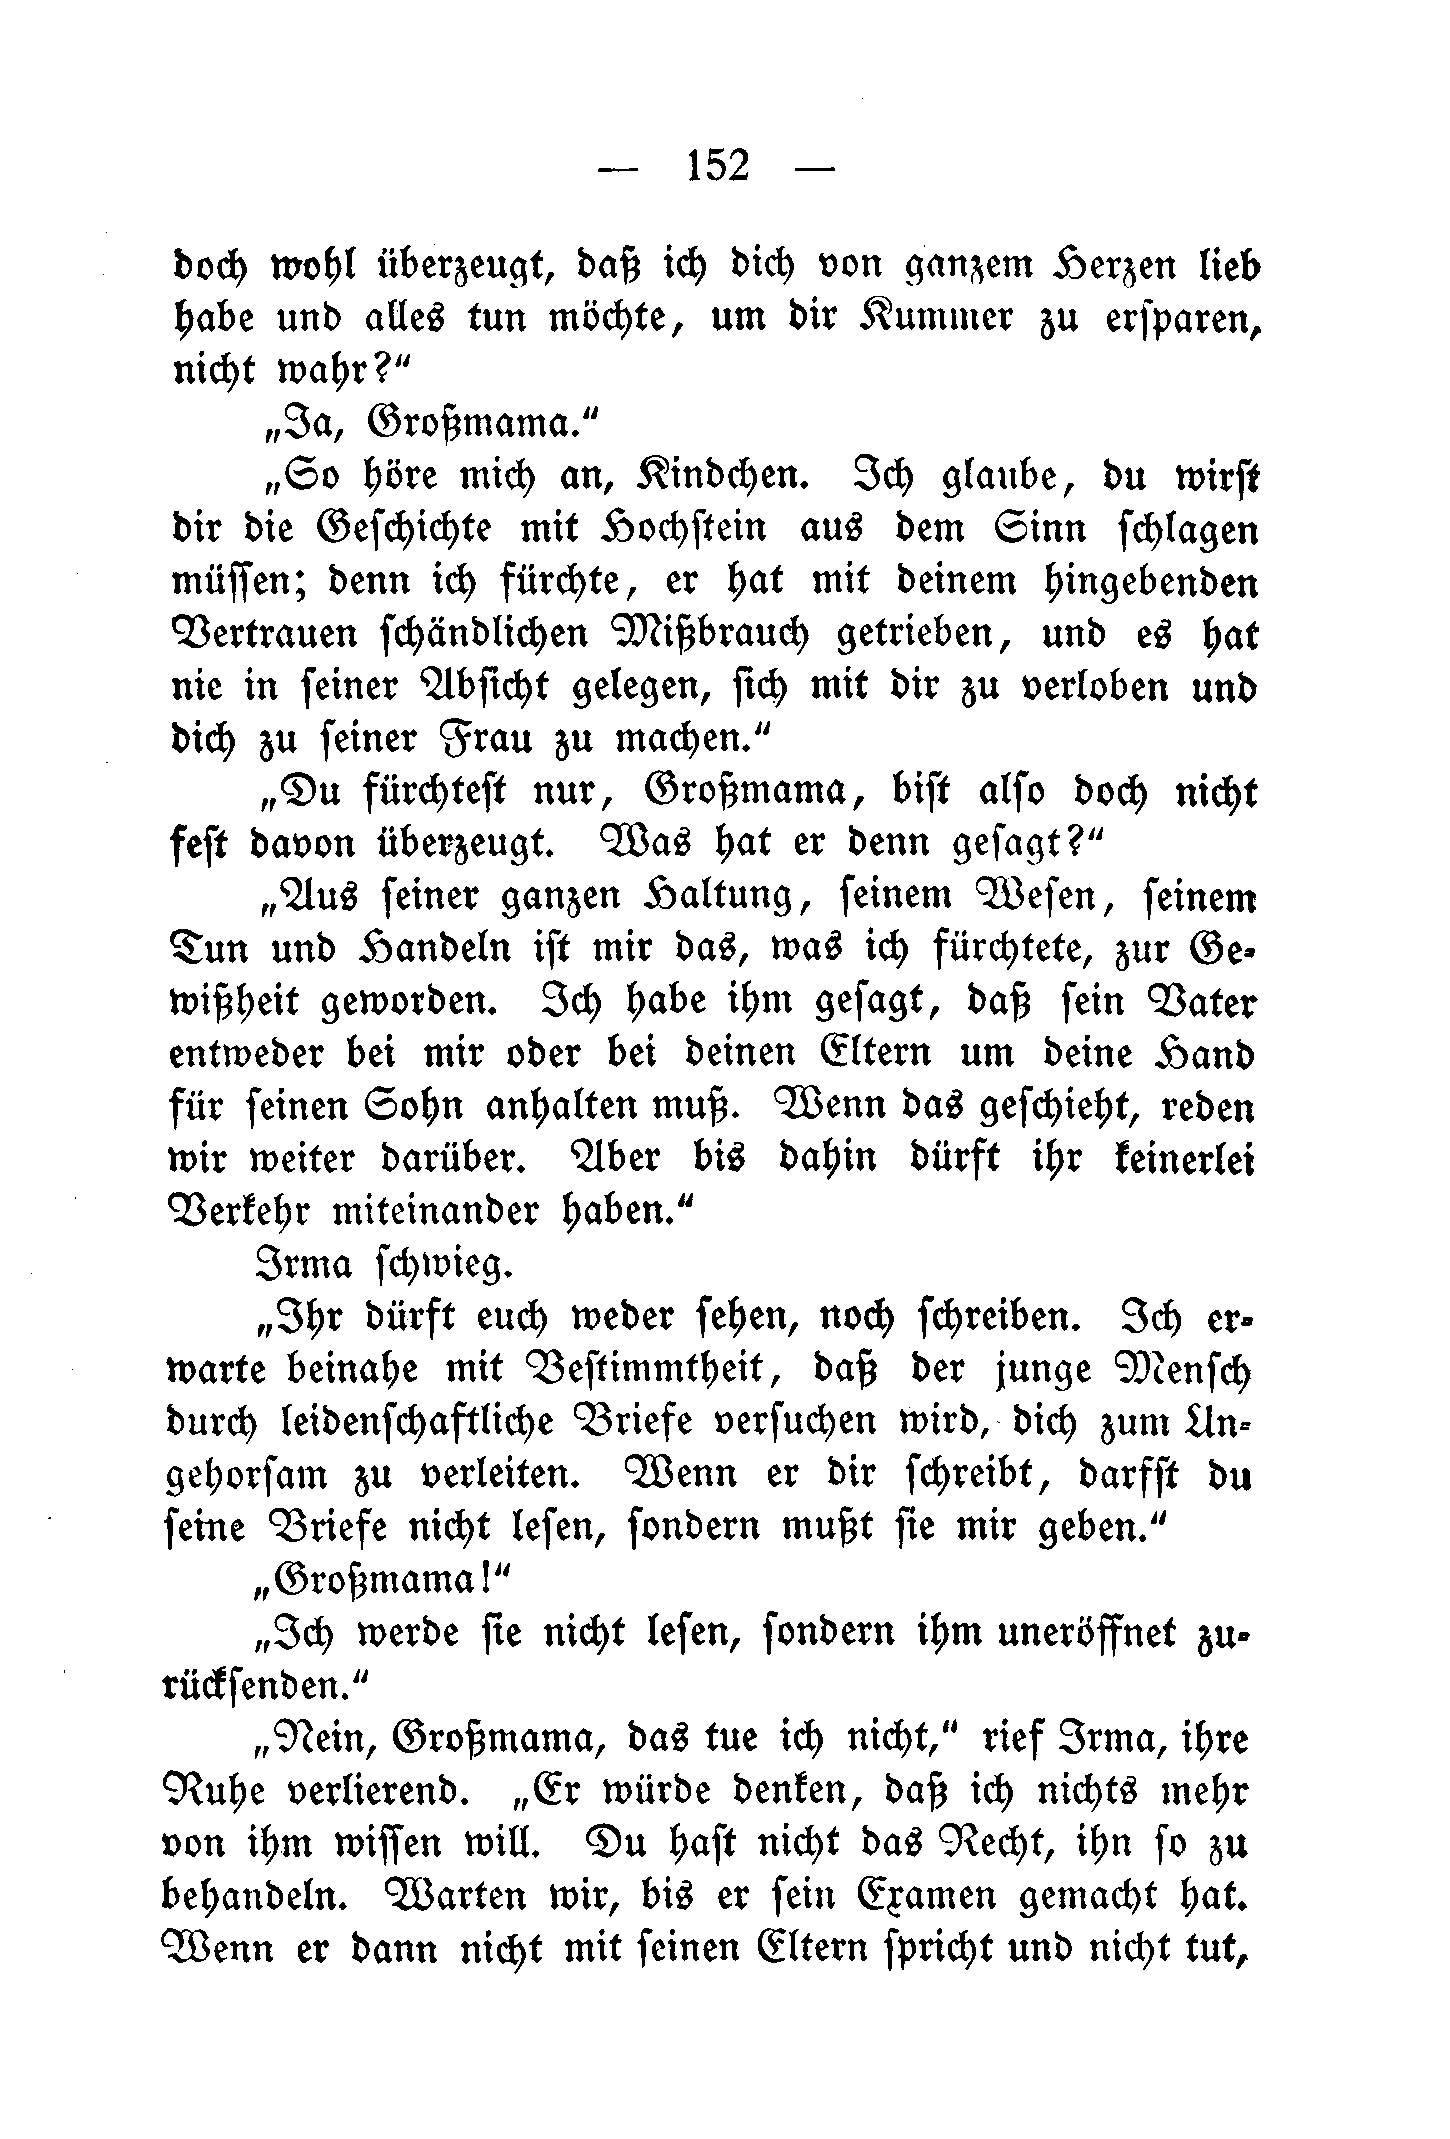 — 152 —
doch wohl überzeugt, daß ich dich von ganzem Herzen lieb
habe und alles tun möchte, um dir Kummer zu ersparen,
nicht wahr?“
„Ja, Großmama.“
„So höre mich an, Kindchen. Ich glaube, du wirst
dir die Geschichte mit Hochstein aus dem Sinn schlagen
müssen; denn ich fürchte, er hat mit deinem hingebenden
Vertrauen schändlichen Mißbrauch getrieben, und es hat
nie in seiner Absicht gelegen, sich mit dir zu verloben und
dich zu seiner Frau zu machen.“
„Du fürchtest nur, Großmama, bist also doch nicht
fest davon überzeugt. Was hat er denn gesagt?“
„Aus seiner ganzen Haltung, seinem Wesen, seinem
Tun und Handeln ist mir das, was ich fürchtete, zur Ge-
wißheit geworden. Ich habe ihm gesagt, daß sein Vater
entweder bei mir oder bei deinen Eltern um deine Hand
für seinen Sohn anhalten muß. Wenn das geschieht, reden
wir weiter darüber. Aber bis dahin dürft ihr keinerlei
Verkehr miteinander haben.“
Irma schwieg.
„Ihr dürft euch weder sehen, noch schreiben. Ich er-
warte beinahe mit Bestimmtheit, daß der junge Mensch
durch leidenschaftliche Briefe versuchen wird, dich zum Un-
gehorsam zu verleiten. Wenn er dir schreibt, darfst du
seine Briefe nicht lesen, sondern mußt sie mir geben.“
„Großmama!“
„Ich werde sie nicht lesen, sondern ihm uneröffnet zu-
rücksenden.“
„Nein, Großmama, das tue ich nicht,“ rief Irma, ihre
Ruhe verlierend. „Er würde denken, daß ich nichts mehr
von ihm wissen will. Du hast nicht das Recht, ihn so zu
behandeln. Warten wir, bis er sein Examen gemacht hat.
Wenn er dann nicht mit seinen Eltern spricht und nicht tut,